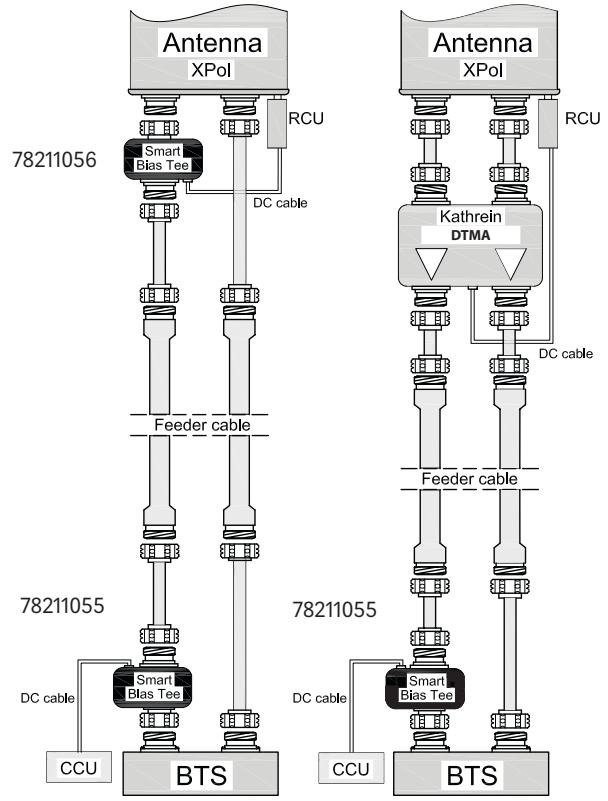 Antenna
XPol
RCU
Smart
Bias Tee
78211056
DC cable
Feeder cable
78211055
Smart
Bias Tee
DC cable
CCU
BTS
Antenna
XPol
RCU
Kathrein
DTMA
DC cable
Feeder cable
78211055
Smart
Bias Tee
DC cable
CCU
BTS